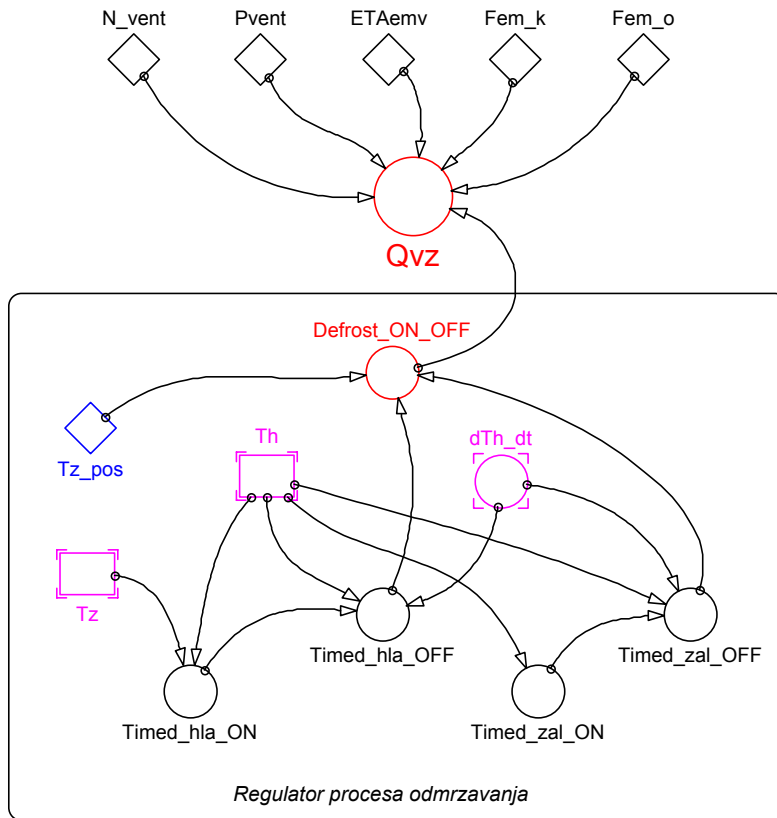 N_vent
Pvent
ETAemv
Fem_k
Fem_o
Qvz
Defrost_ON_OFF
Tz_pos
Th
dTh_dt
Tz
Timed_hla_OFF
Timed_zal_OFF
Timed_hla_ON
Timed_zal_ON
Regulator procesa odmrzavanja